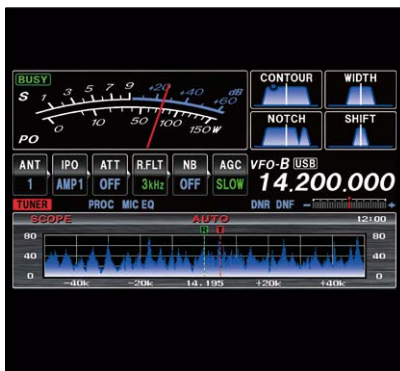 BUSY
CONTOUR WIDTH
S 1 3 5 7 9 +20 +40 +60 dB
PO 0 10 50 100 150 W
NOTCH SHIFT
ANT IPO ATT R.FLT NB AGC VFO-B USB
1 AMP1 OFF 3kHz OFF SLOW 14.200.000
TUNER PROC MIC EQ DNR DNF - +
SCOPE AUTO 12:00
R T
80 80
40 40
0 0
-40k -20k 14.195 +20k +40k